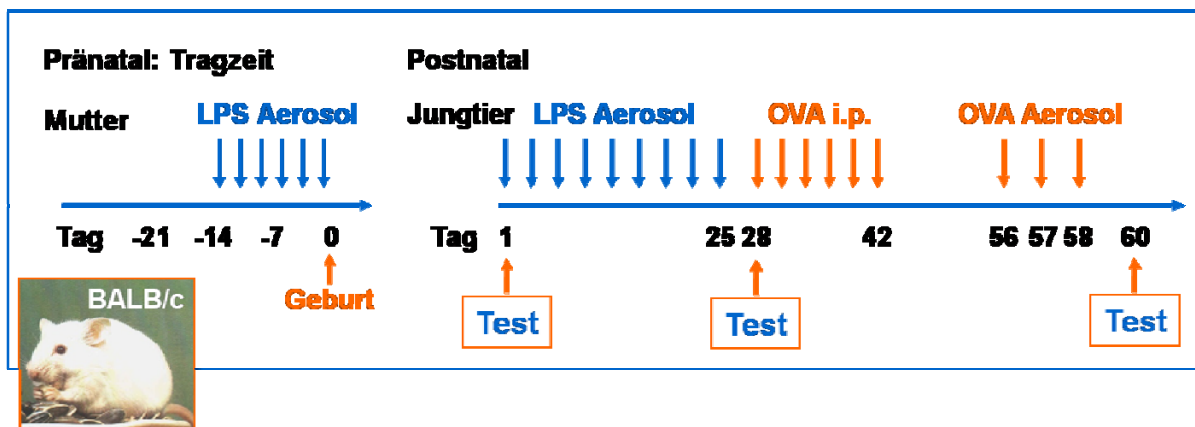 Pränatal: Tragzeit
Postnatal
Mutter
LPS Aerosol
Jungtier
LPS Aerosol
OVA i.p.
OVA Aerosol
Tag -21 -14 -7 0
Tag 1 25 28 42 56 57 58 60
Geburt
BALB/c
Test
Test
Test